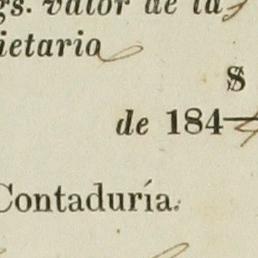 gs. valor de la
ietario
$
de 184
Contaduría.